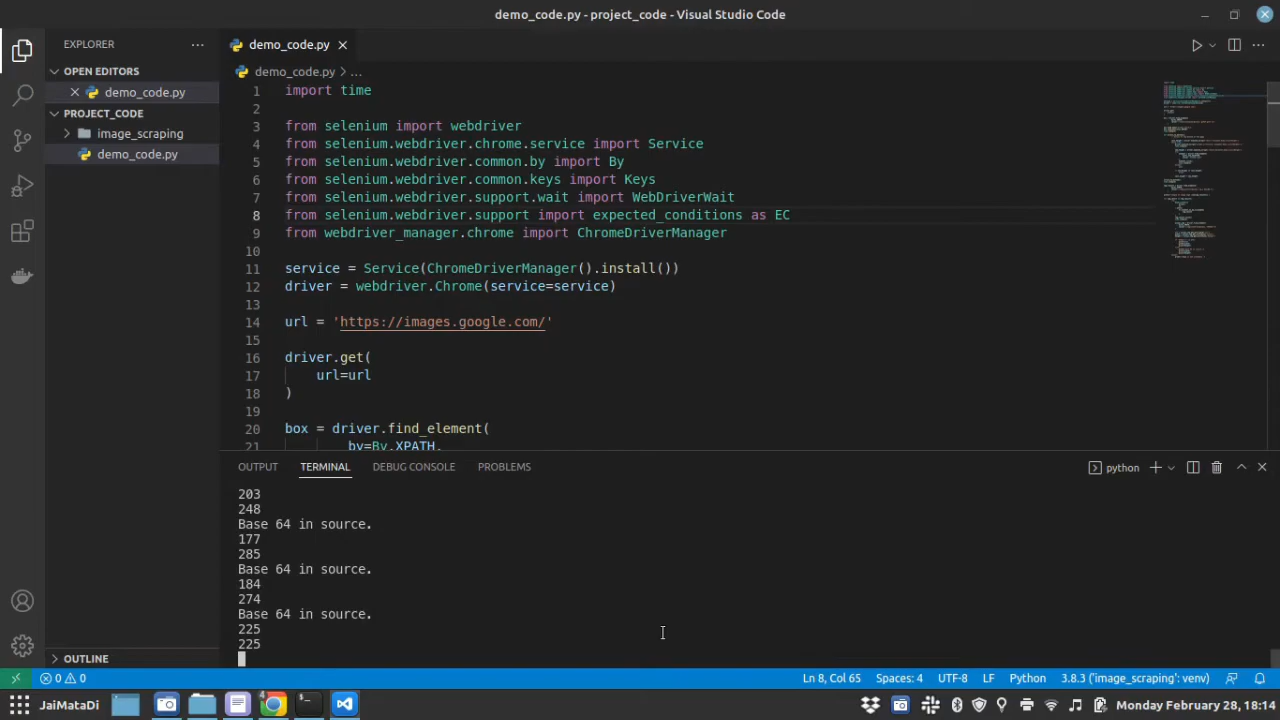 demo_code.py - project_code - Visual Studio Code
EXPLORER
OPEN EDITORS
demo_code.py
PROJECT_CODE
image_scraping
demo_code.py
OUTLINE
demo_code.py
demo_code.py > ...
1 import time
2
3 from selenium import webdriver
4 from selenium.webdriver.chrome.service import Service
5 from selenium.webdriver.common.by import By
6 from selenium.webdriver.common.keys import Keys
7 from selenium.webdriver.support.wait import WebDriverWait
8 from selenium.webdriver.support import expected_conditions as EC
9 from webdriver_manager.chrome import ChromeDriverManager
10
11 service = Service(ChromeDriverManager().install())
12 driver = webdriver.Chrome(service=service)
13
14 url = 'https://images.google.com/'
15
16 driver.get(
17 url=url
18 )
19
20 box = driver.find_element(
21 by=By.XPATH,
OUTPUT TERMINAL DEBUG CONSOLE PROBLEMS
python
203
248
Base 64 in source.
177
285
Base 64 in source.
184
274
Base 64 in source.
225
225
0 0 Ln 8, Col 65 Spaces: 4 UTF-8 LF Python 3.8.3 ('image_scraping': venv)
JaiMataDi 4 Monday February 28, 18:14